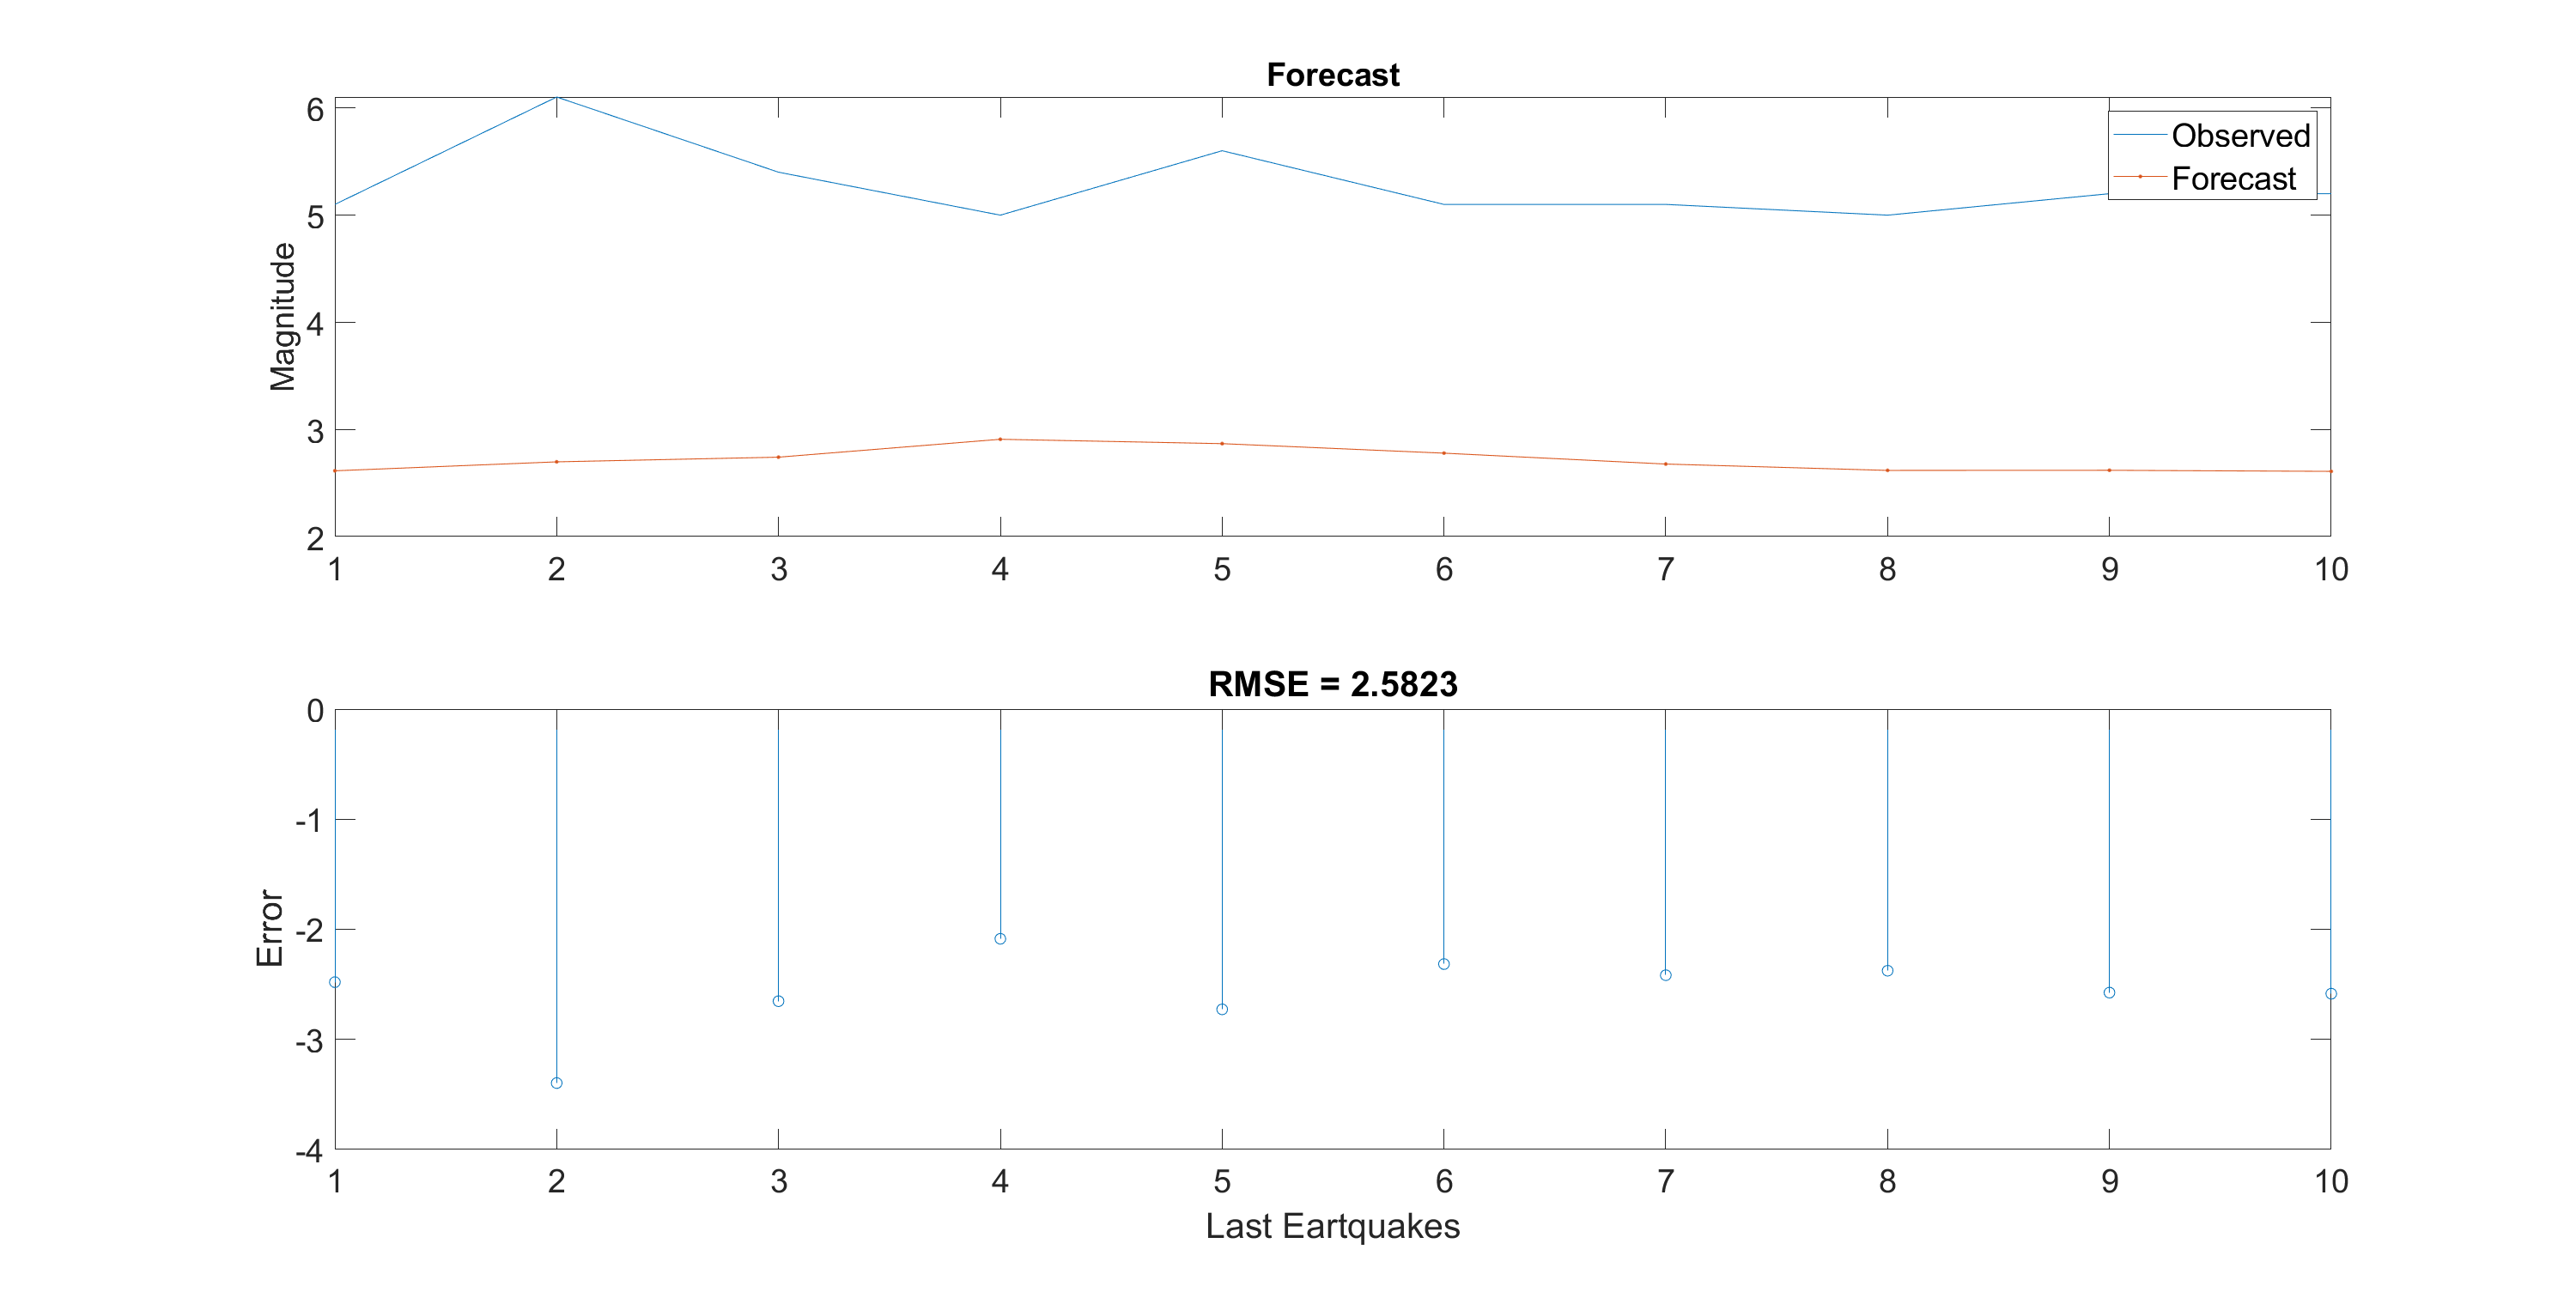 Forecast
6
5
4
3
2
Magnitude
Observed
Forecast
1 2 3 4 5 6 7 8 9 10
RMSE = 2.5823
0
-1
-2
-3
-4
Error
1 2 3 4 5 6 7 8 9 10
Last Eartquakes